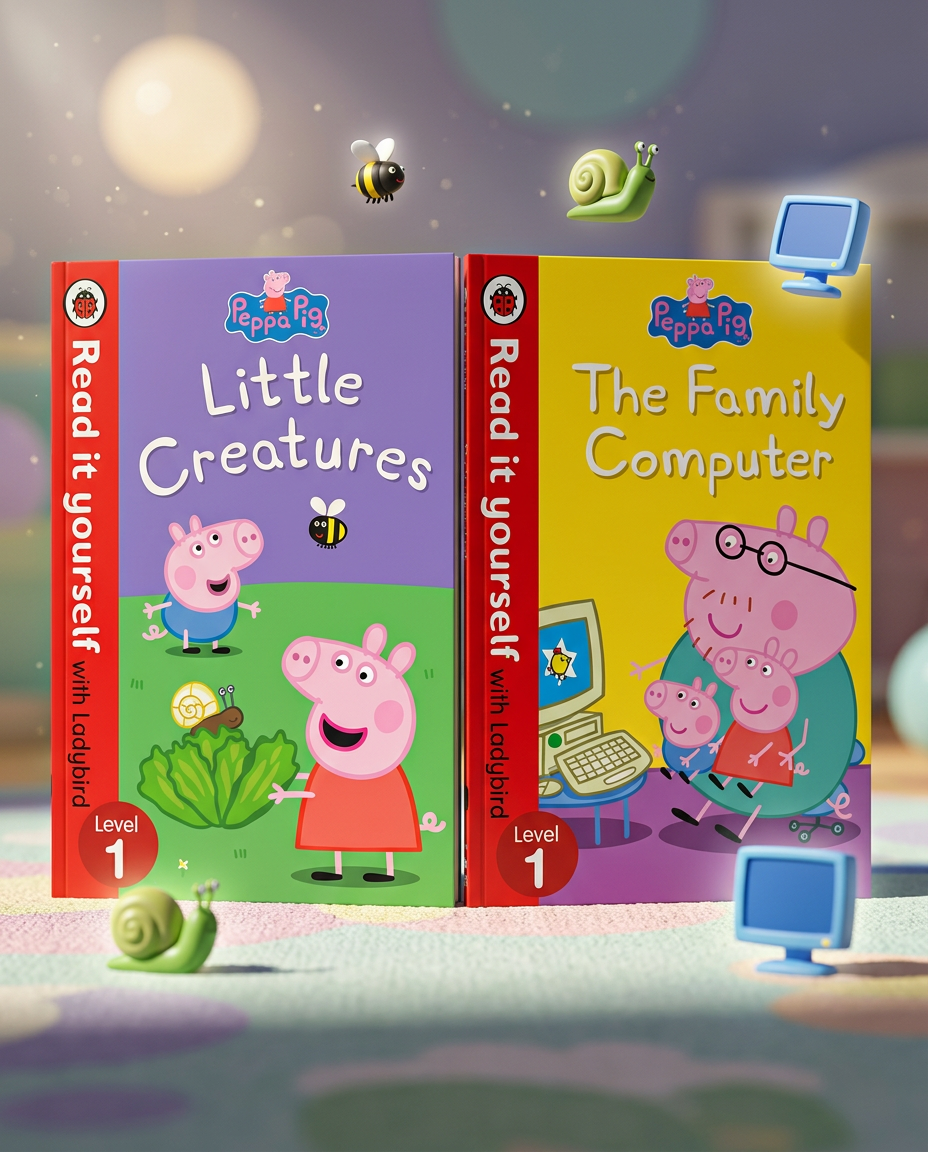 Peppa Pig
Little
Creatures
Read it yourself with Ladybird
Level
1
Peppa Pig
The Family
Computer
Read it yourself with Ladybird
Level
1